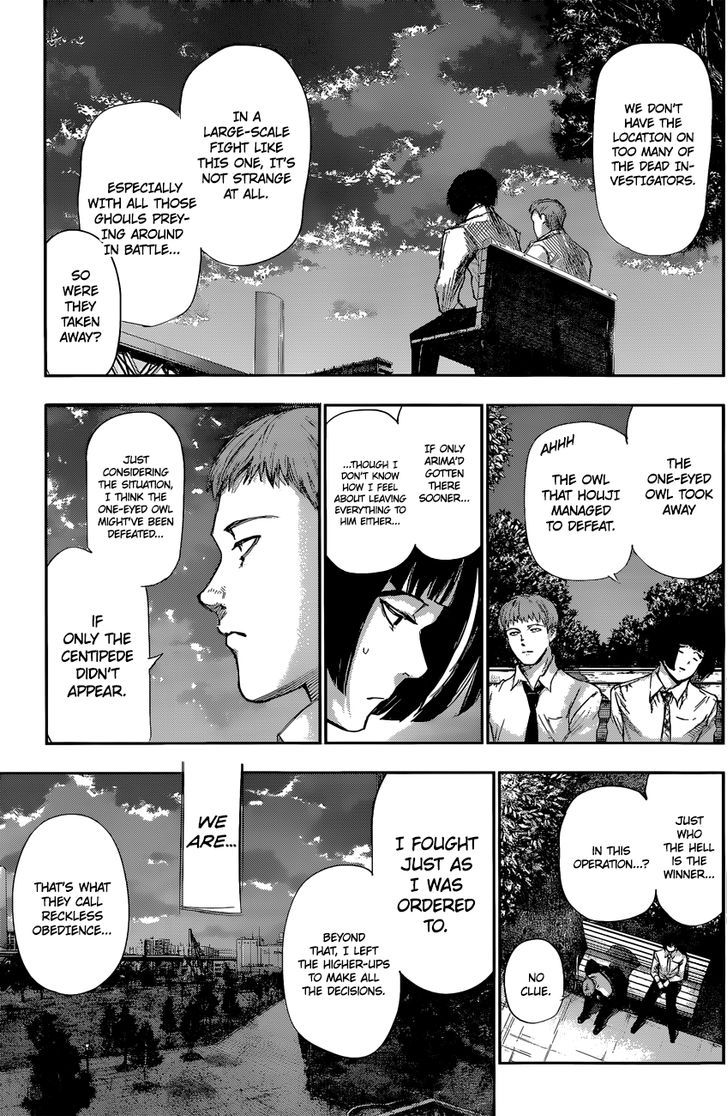 WE DON'T
HAVE THE
LOCATION ON
TOO MANY OF
THE DEAD IN-
VESTIGATORS.
IN A
LARGE-SCALE
FIGHT LIKE
THIS ONE, IT'S
NOT STRANGE
AT ALL.
ESPECIALLY
WITH ALL THOSE
GHOULS PREY-
ING AROUND
IN BATTLE...
SO
WERE
THEY
TAKEN
AWAY?
THE
ONE-EYED
OWL TOOK
AWAY
AHHH
THE OWL
THAT HOUJI
MANAGED
TO DEFEAT.
IF ONLY
ARIMA'D
GOTTEN
THERE
SOONER...
...THOUGH I
DON'T KNOW
HOW I FEEL
ABOUT LEAVING
EVERYTHING TO
HIM EITHER...
JUST
CONSIDERING
THE SITUATION,
I THINK THE
ONE-EYED OWL
MIGHT'VE BEEN
DEFEATED...
IF
ONLY THE
CENTIPEDE
DIDN'T
APPEAR.
JUST
WHO
THE HELL
IS THE
WINNER...
IN THIS
OPERATION...?
NO
CLUE.
I FOUGHT
JUST AS
I WAS
ORDERED
TO.
BEYOND
THAT, I LEFT
THE HIGHER-UPS
TO MAKE ALL
THE DECISIONS.
WE
ARE...
THAT'S WHAT
THEY CALL
RECKLESS
OBEDIENCE...